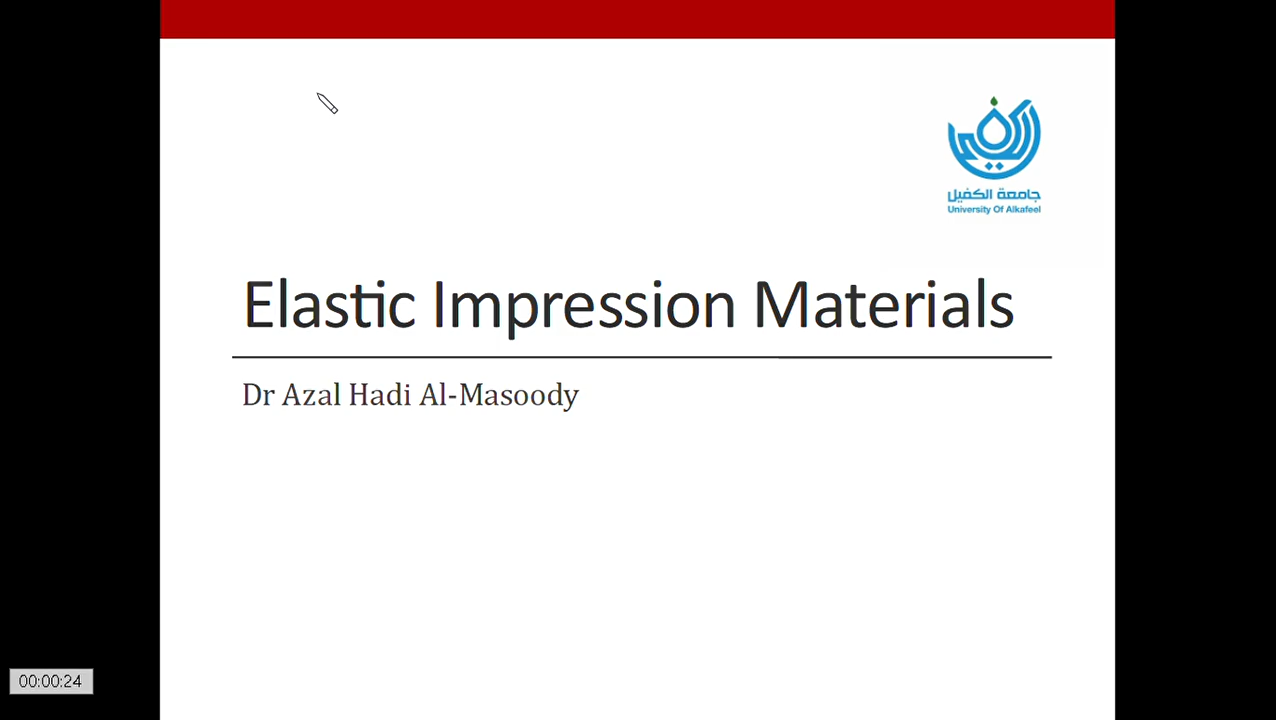 جامعة الكفيل
University Of Alkafeel
Elastic Impression Materials
Dr Azal Hadi Al-Masoody
00:00:24